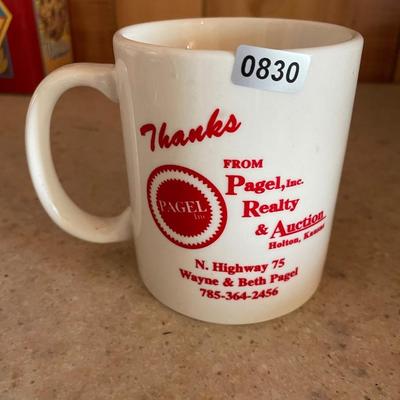 0830
Thanks
FROM
Pagel, Inc.
Realty
& Auction
Holton, Kansas
PAGEL
Inc
N. Highway 75
Wayne & Beth Pagel
785-364-2456